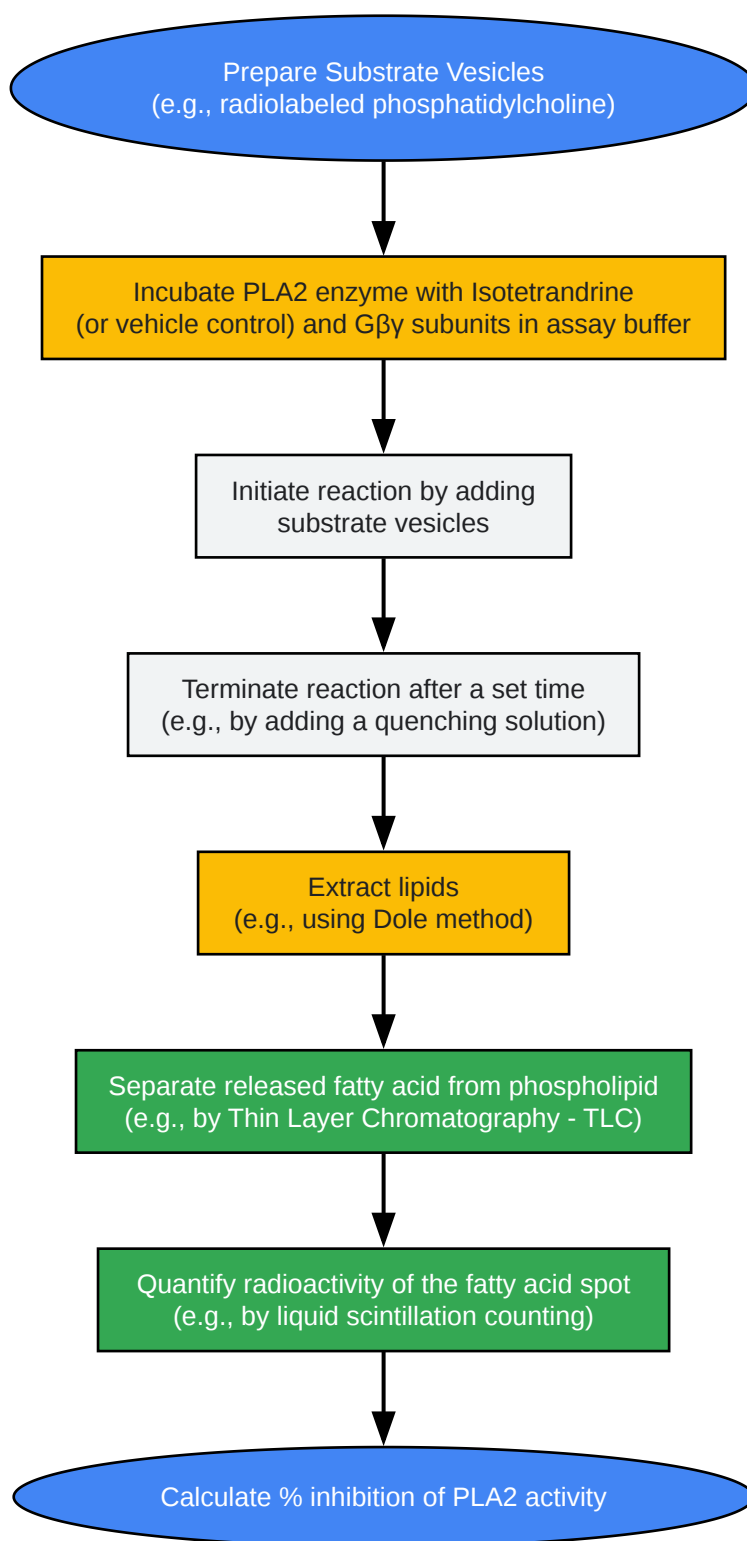 Prepare Substrate Vesicles
(e.g., radiolabeled phosphatidylcholine)
Incubate PLA2 enzyme with Isotetrandrine
(or vehicle control) and Gβγ subunits in assay buffer
Initiate reaction by adding
substrate vesicles
Terminate reaction after a set time
(e.g., by adding a quenching solution)
Extract lipids
(e.g., using Dole method)
Separate released fatty acid from phospholipid
(e.g., by Thin Layer Chromatography - TLC)
Quantify radioactivity of the fatty acid spot
(e.g., by liquid scintillation counting)
Calculate % inhibition of PLA2 activity